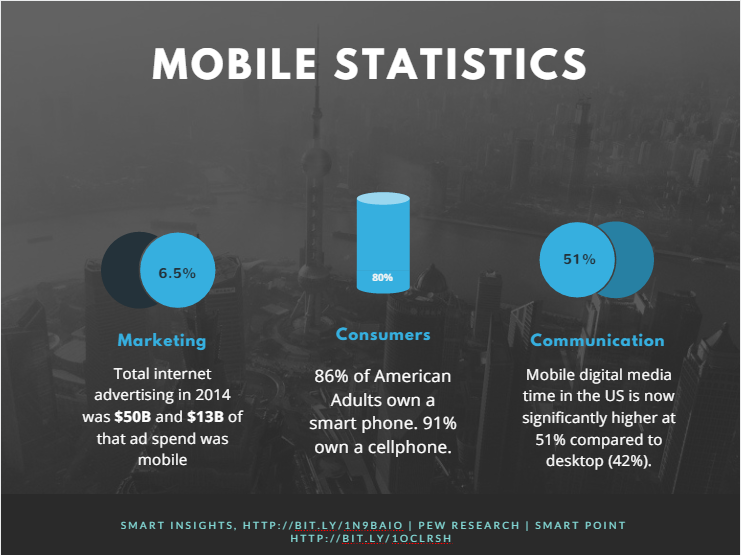 MOBILE STATISTICS
6.5%
Marketing
Total internet
advertising in 2014
was $50B and $13B of
that ad spend was
mobile
80%
Consumers
86% of American
Adults own a
smart phone. 91%
own a cellphone.
51%
Communication
Mobile digital media
time in the US is now
significantly higher at
51% compared to
desktop (42%).
SMART INSIGHTS, HTTP://BIT.LY/1N9BAIO | PEW RESEARCH | SMART POINT
HTTP://BIT.LY/1OCLRSH